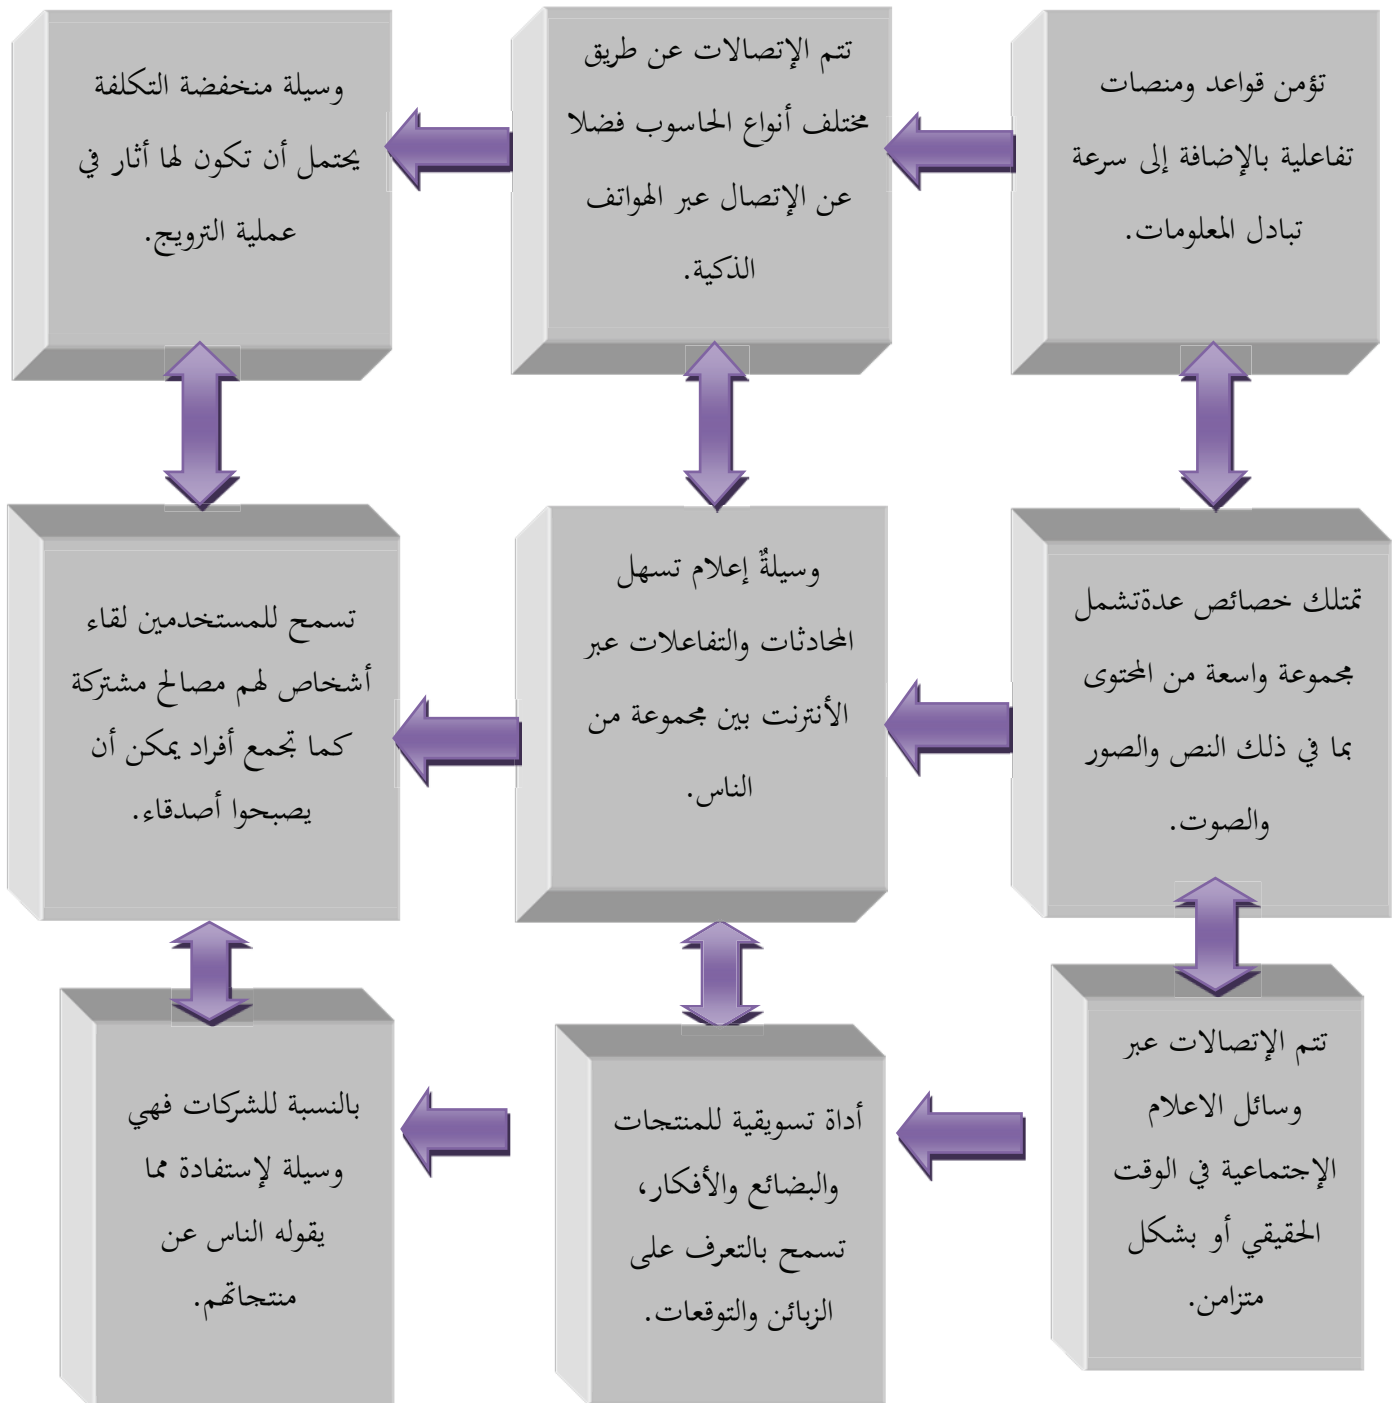 تؤمن قواعد ومنصات
تفاعلية بالإضافة إلى سرعة
تبادل المعلومات.
تتم الإتصالات عن طريق
مختلف أنواع الحاسوب فضلا
عن الإتصال عبر الهواتف
الذكية.
وسيلة منخفضة التكلفة
يحتمل أن تكون لها أثار في
عملية الترويج.
تمتلك خصائص عدةتشمل
مجموعة واسعة من المحتوى
بما في ذلك النص والصور
والصوت.
وسيلةٌ إعلام تسهل
المحادثات والتفاعلات عبر
الأنترنت بين مجموعة من
الناس.
تسمح للمستخدمين لقاء
أشخاص لهم مصالح مشتركة
كما تجمع أفراد يمكن أن
يصبحوا أصدقاء.
تتم الإتصالات عبر
وسائل الاعلام
الإجتماعية في الوقت
الحقيقي أو بشكل
متزامن.
أداة تسويقية للمنتجات
والبضائع والأفكار،
تسمح بالتعرف على
الزبائن والتوقعات.
بالنسبة للشركات فهي
وسيلة لإستفادة مما
يقوله الناس عن
منتجاتهم.